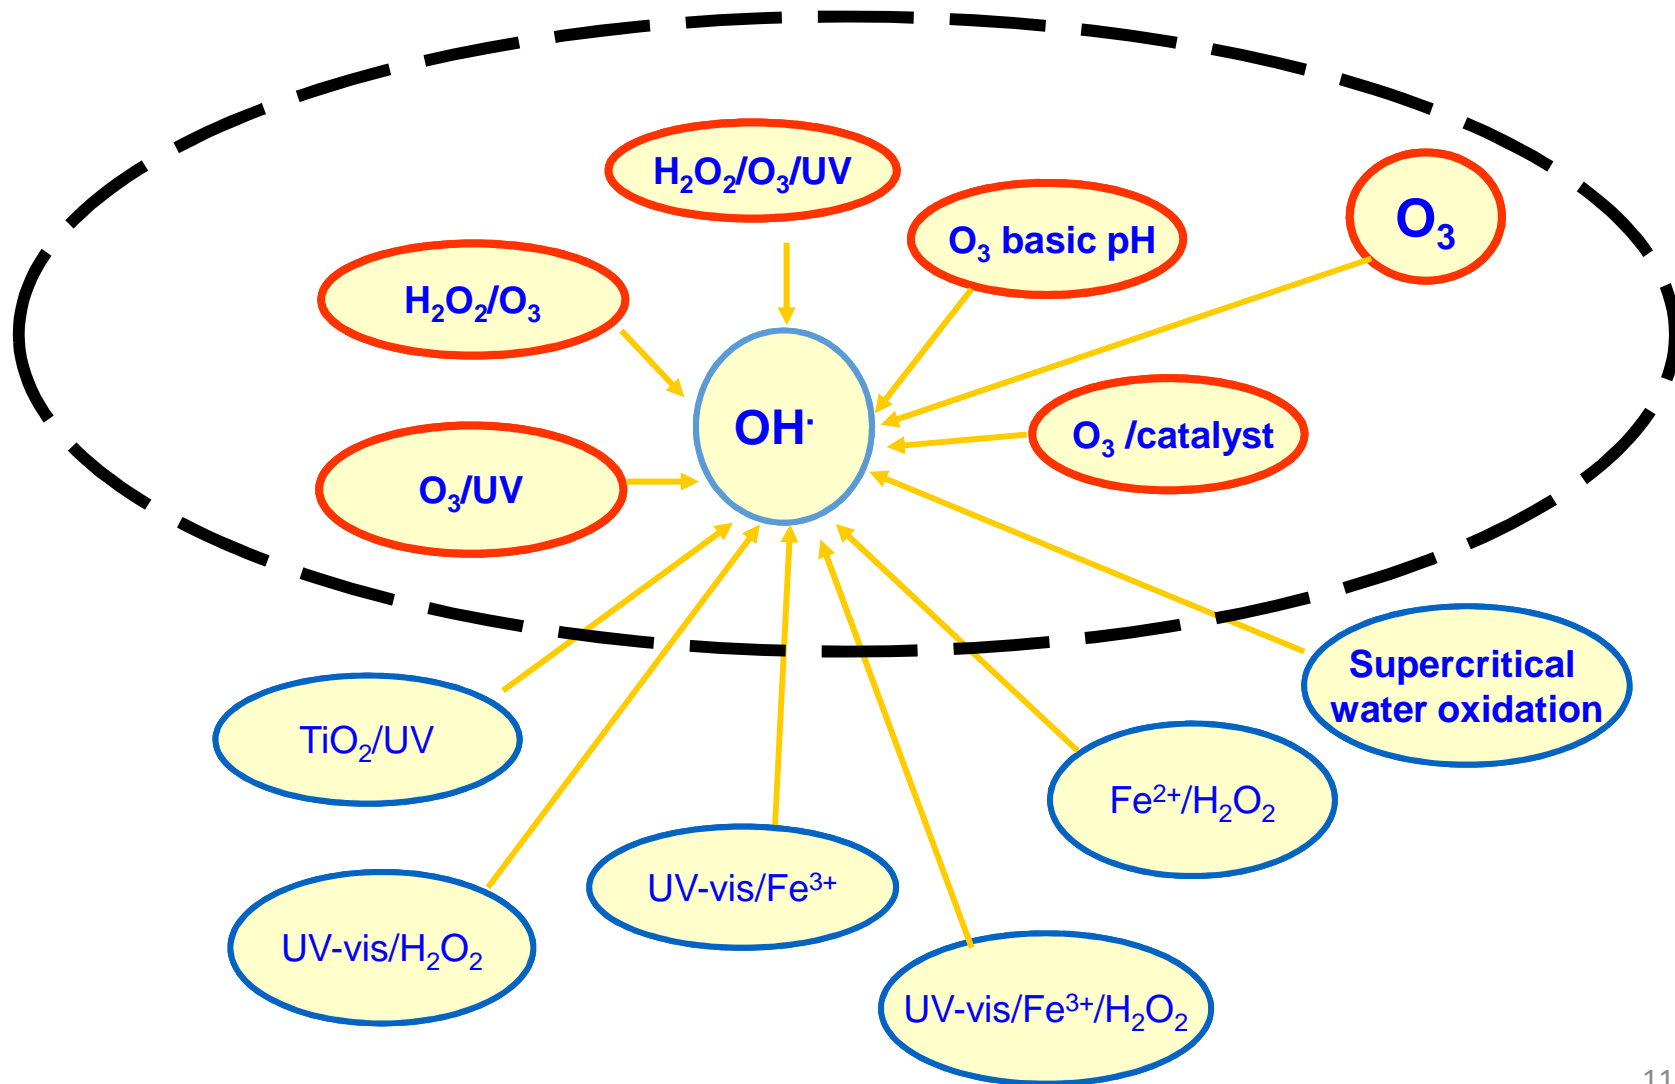 H₂O₂/O₃/UV
O₃ basic pH
O₃
H₂O₂/O₃
OH·
O₃ /catalyst
O₃/UV
Supercritical
water oxidation
TiO₂/UV
Fe²⁺/H₂O₂
UV-vis/Fe³⁺
UV-vis/H₂O₂
UV-vis/Fe³⁺/H₂O₂
11